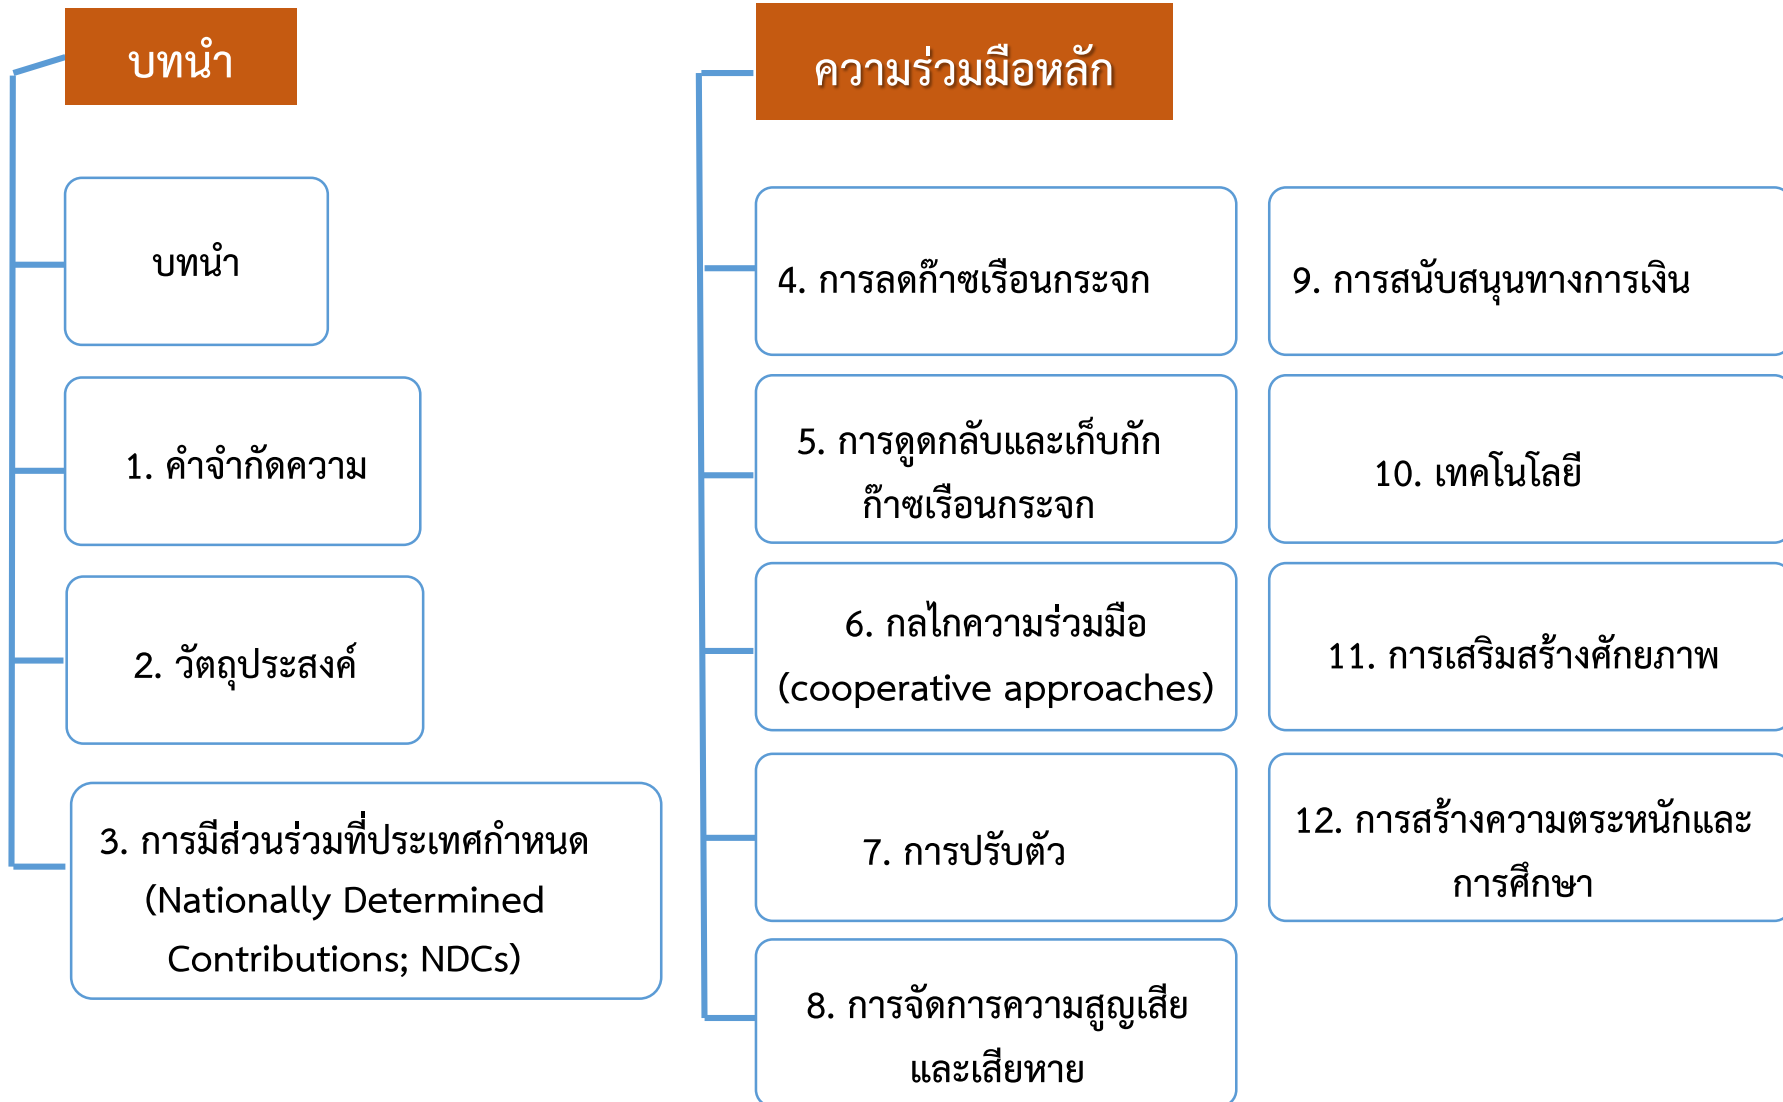 บทนำ
บทนำ
1. คำจำกัดความ
2. วัตถุประสงค์
3. การมีส่วนร่วมที่ประเทศกำหนด
(Nationally Determined
Contributions; NDCs)
ความร่วมมือหลัก
4. การลดก๊าซเรือนกระจก
5. การดูดกลับและเก็บกัก
ก๊าซเรือนกระจก
6. กลไกความร่วมมือ
(cooperative approaches)
7. การปรับตัว
8. การจัดการความสูญเสีย
และเสียหาย
9. การสนับสนุนทางการเงิน
10. เทคโนโลยี
11. การเสริมสร้างศักยภาพ
12. การสร้างความตระหนักและ
การศึกษา